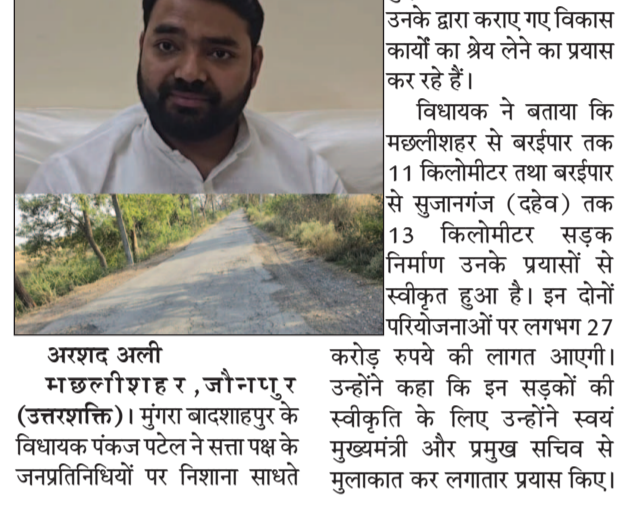 अरशद अली
मछलीशहर,जौनपुर
(उत्तरशक्ति)। मुंगरा बादशाहपुर के
विधायक पंकज पटेल ने सत्ता पक्ष के
जनप्रतिनिधियों पर निशाना साधते
उनके द्वारा कराए गए विकास
कार्यों का श्रेय लेने का प्रयास
कर रहे हैं।
विधायक ने बताया कि
मछलीशहर से बरईपार तक
11 किलोमीटर तथा बरईपार
से सुजानगंज (दहेव) तक
13 किलोमीटर सड़क
निर्माण उनके प्रयासों से
स्वीकृत हुआ है। इन दोनों
परियोजनाओं पर लगभग 27
करोड़ रुपये की लागत आएगी।
उन्होंने कहा कि इन सड़कों की
स्वीकृति के लिए उन्होंने स्वयं
मुख्यमंत्री और प्रमुख सचिव से
मुलाकात कर लगातार प्रयास किए।